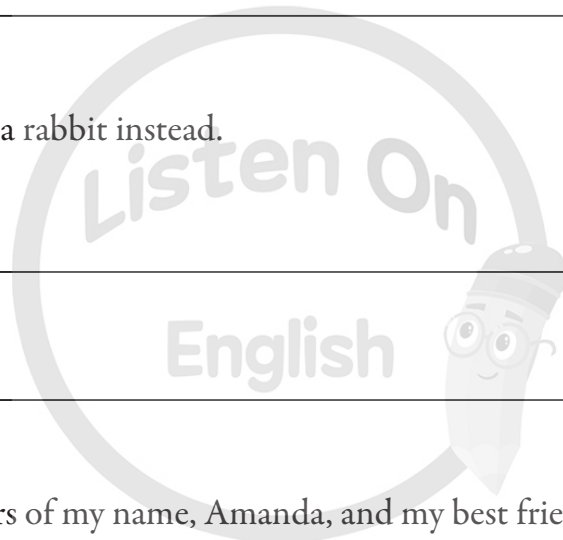 a rabbit instead.
Listen On
English
rs of my name, Amanda, and my best frie